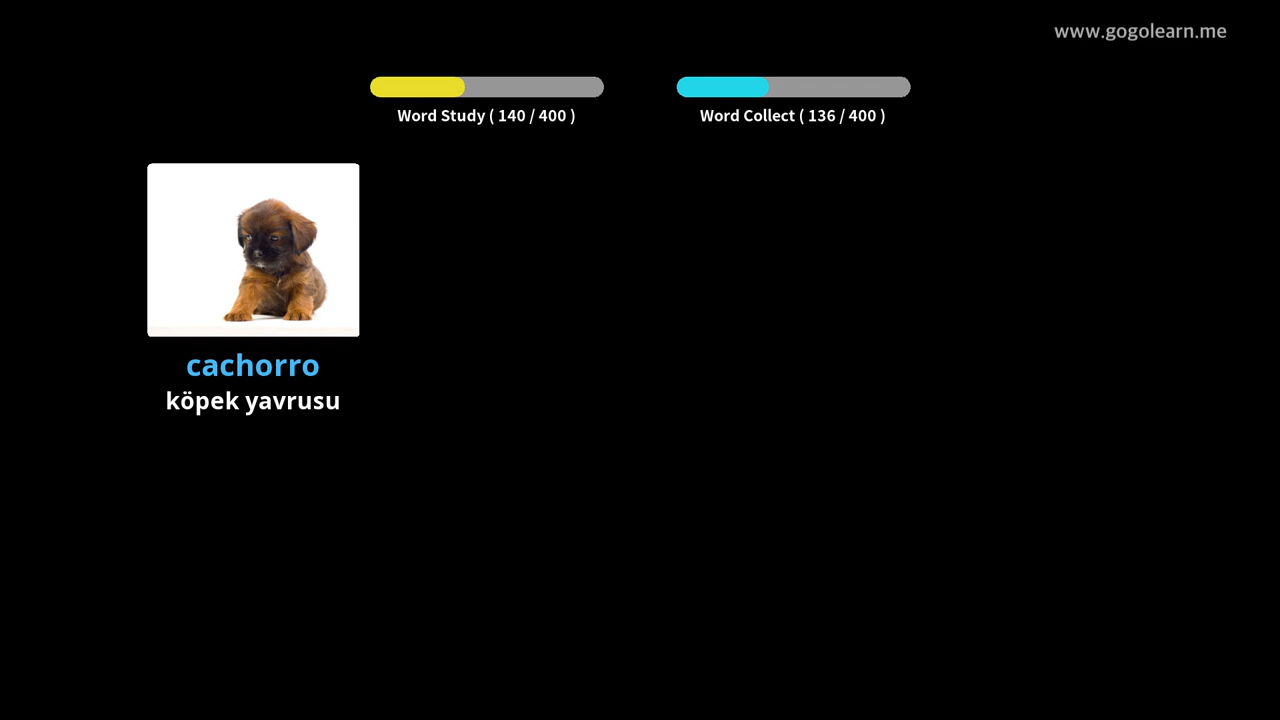 www.gogolearn.me
Word Study ( 140 / 400 )
Word Collect ( 136 / 400 )
cachorro
köpek yavrusu